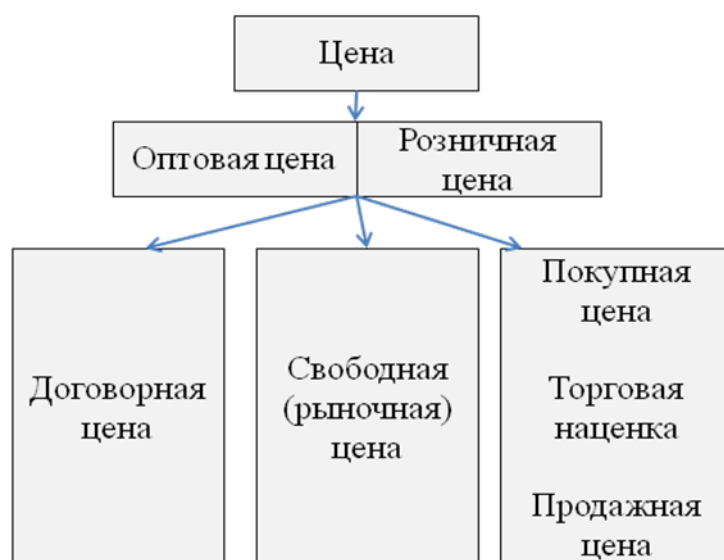 Цена
Оптовая цена
Розничная
цена
Договорная
цена
Свободная
(рыночная)
цена
Покупная
цена
Торговая
наценка
Продажная
цена